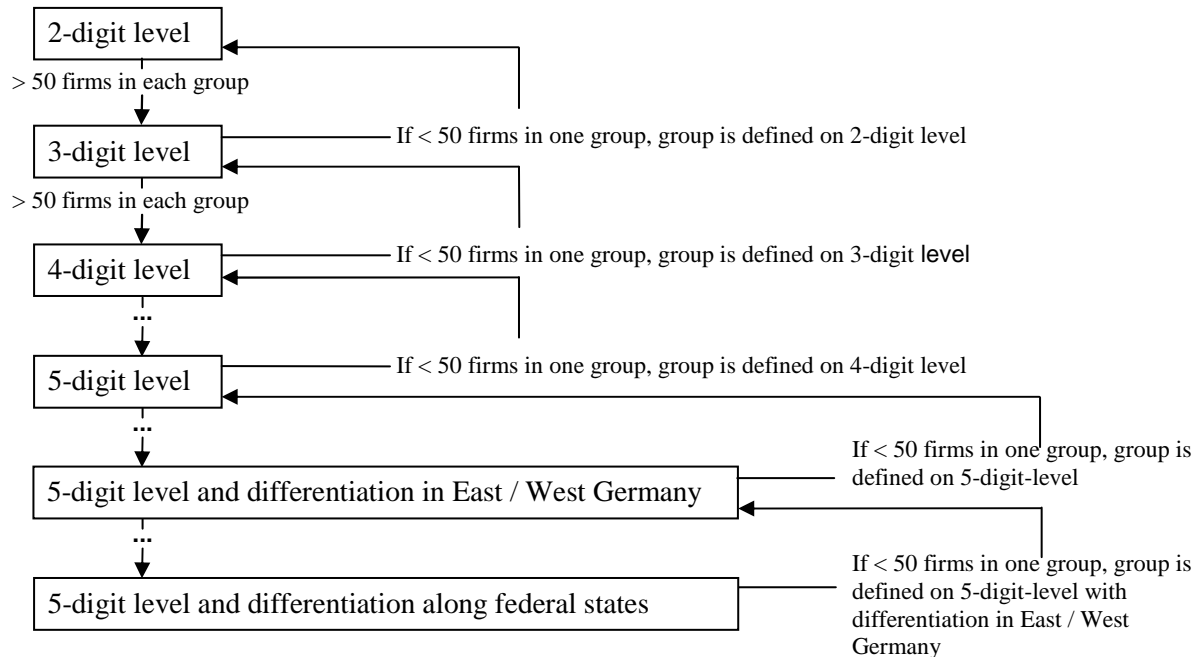 2-digit level
> 50 firms in each group
3-digit level
If < 50 firms in one group, group is defined on 2-digit level
> 50 firms in each group
4-digit level
If < 50 firms in one group, group is defined on 3-digit level
...
5-digit level
If < 50 firms in one group, group is defined on 4-digit level
...
If < 50 firms in one group, group is
defined on 5-digit-level
5-digit level and differentiation in East / West Germany
...
If < 50 firms in one group, group is
defined on 5-digit-level with
differentiation in East / West
Germany
5-digit level and differentiation along federal states